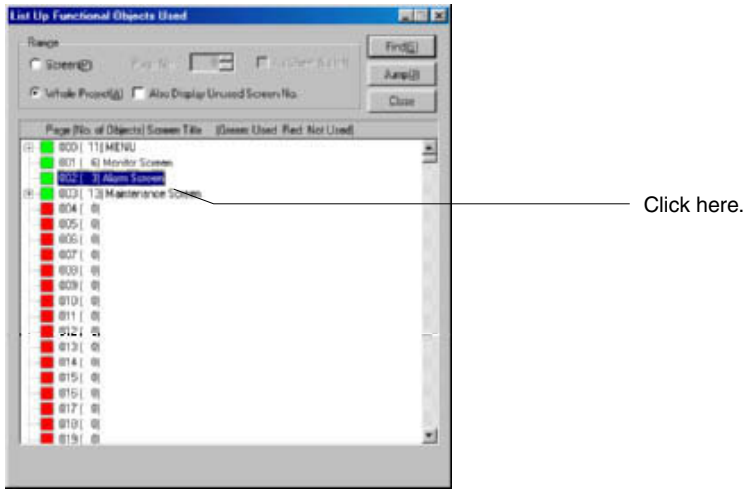 List Up Functional Objects Used
Range
Screen(P)
Find(G)
Jump(J)
Whole Project(A) Also Display Unused Screen No.
Close
Page [No. of Objects] Screen Title (Green: Used Red: Not Used)
000 [ 11] MENU
001 [ 6] Monitor Screen
002 [ 3] Alarm Screen
Click here.
003 [ 13] Maintenance Screen
004 [ 0]
005 [ 0]
006 [ 0]
007 [ 0]
008 [ 0]
009 [ 0]
010 [ 0]
011 [ 0]
012 [ 0]
013 [ 0]
014 [ 0]
015 [ 0]
016 [ 0]
017 [ 0]
018 [ 0]
019 [ 0]